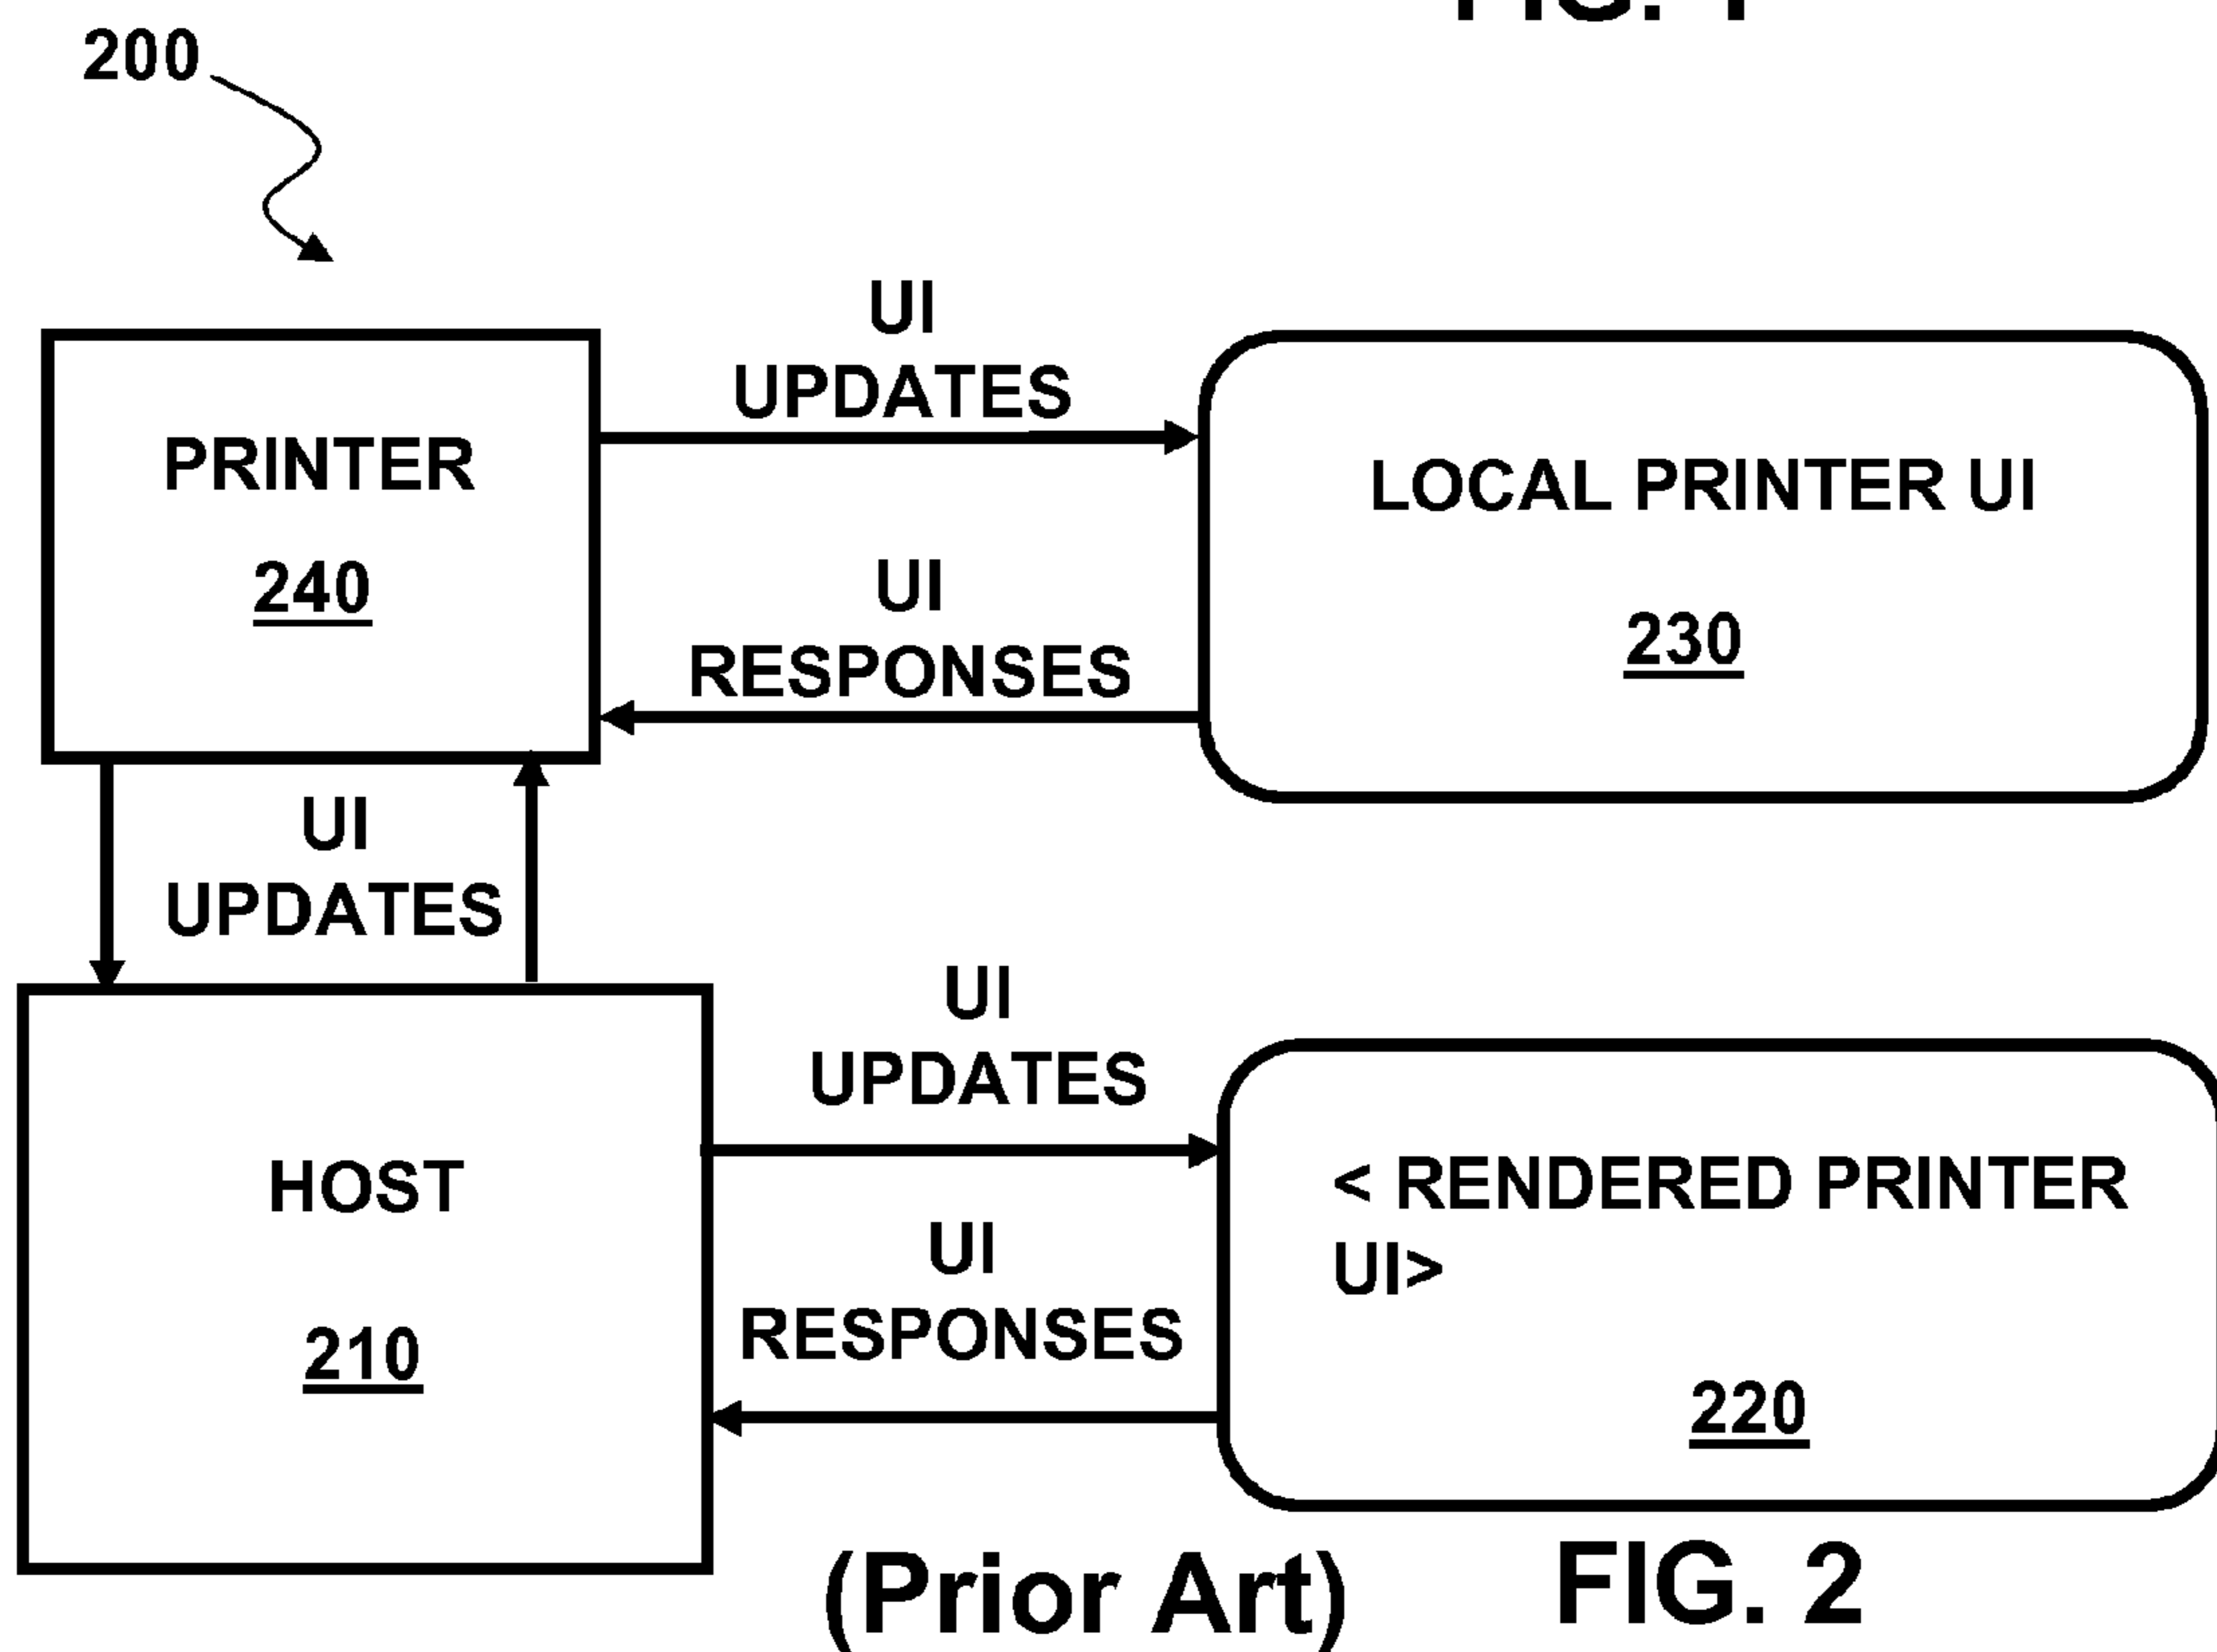 200
UI
UPDATES
PRINTER
240
UI
RESPONSES
LOCAL PRINTER UI
230
UI
UPDATES
UI
UPDATES
HOST
210
UI
RESPONSES
< RENDERED PRINTER
UI>
220
(Prior Art)
FIG. 2